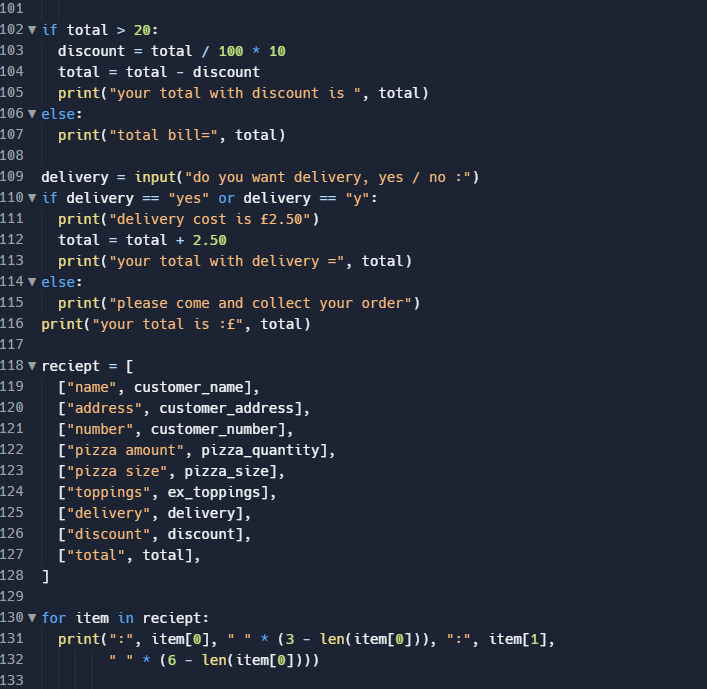 101
102 ▼ if total > 20:
103     discount = total / 100 * 10
104     total = total - discount
105     print("your total with discount is ", total)
106 ▼ else:
107     print("total bill=", total)
108
109   delivery = input("do you want delivery, yes / no :")
110 ▼ if delivery == "yes" or delivery == "y":
111     print("delivery cost is £2.50")
112     total = total + 2.50
113     print("your total with delivery =", total)
114 ▼ else:
115     print("please come and collect your order")
116   print("your total is :£", total)
117
118 ▼ reciept = [
119     ["name", customer_name],
120     ["address", customer_address],
121     ["number", customer_number],
122     ["pizza amount", pizza_quantity],
123     ["pizza size", pizza_size],
124     ["toppings", ex_toppings],
125     ["delivery", delivery],
126     ["discount", discount],
127     ["total", total],
128   ]
129
130 ▼ for item in reciept:
131     print(":", item[0], " " * (3 - len(item[0])), ":", item[1],
132           " " * (6 - len(item[0])))
133